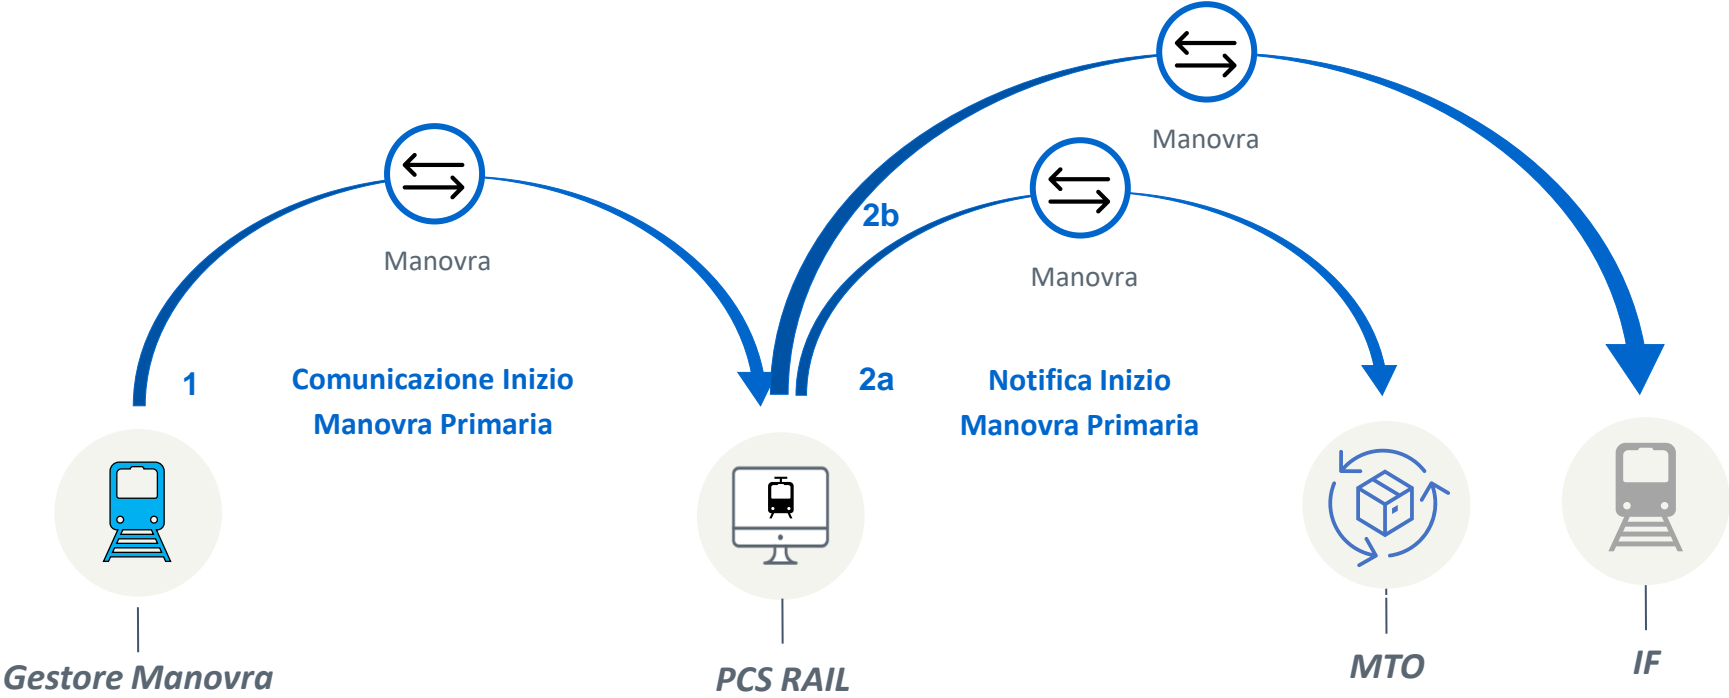 Manovra
Manovra
Manovra
2b
1
Comunicazione Inizio
Manovra Primaria
2a
Notifica Inizio
Manovra Primaria
Gestore Manovra
PCS RAIL
MTO
IF